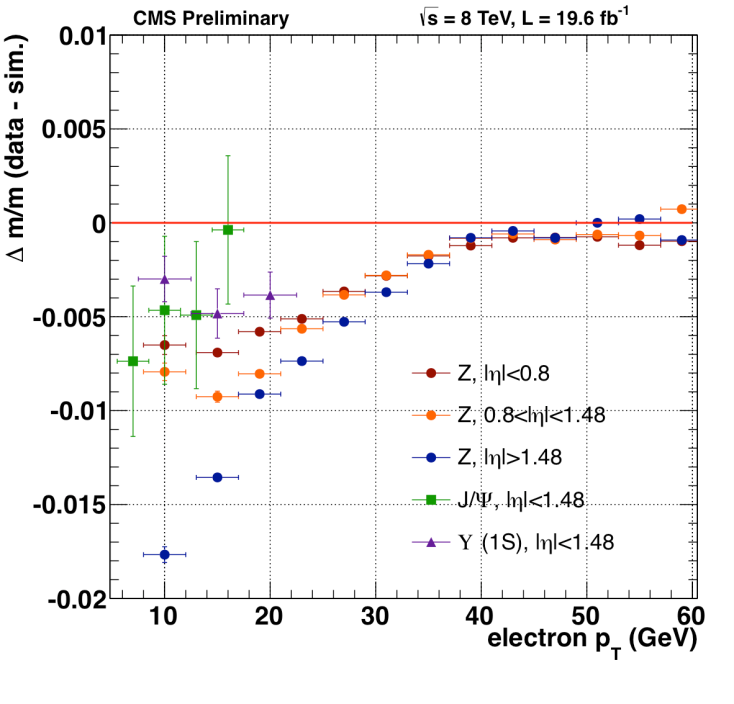 CMS Preliminary
√s = 8 TeV, L = 19.6 fb⁻¹
Δ m/m (data - sim.)
0.01
0.005
0
-0.005
-0.01
-0.015
-0.02
Z, |η|<0.8
Z, 0.8<|η|<1.48
Z, |η|>1.48
J/Ψ, |η|<1.48
ϒ (1S), |η|<1.48
10 20 30 40 50 60
electron p_T (GeV)